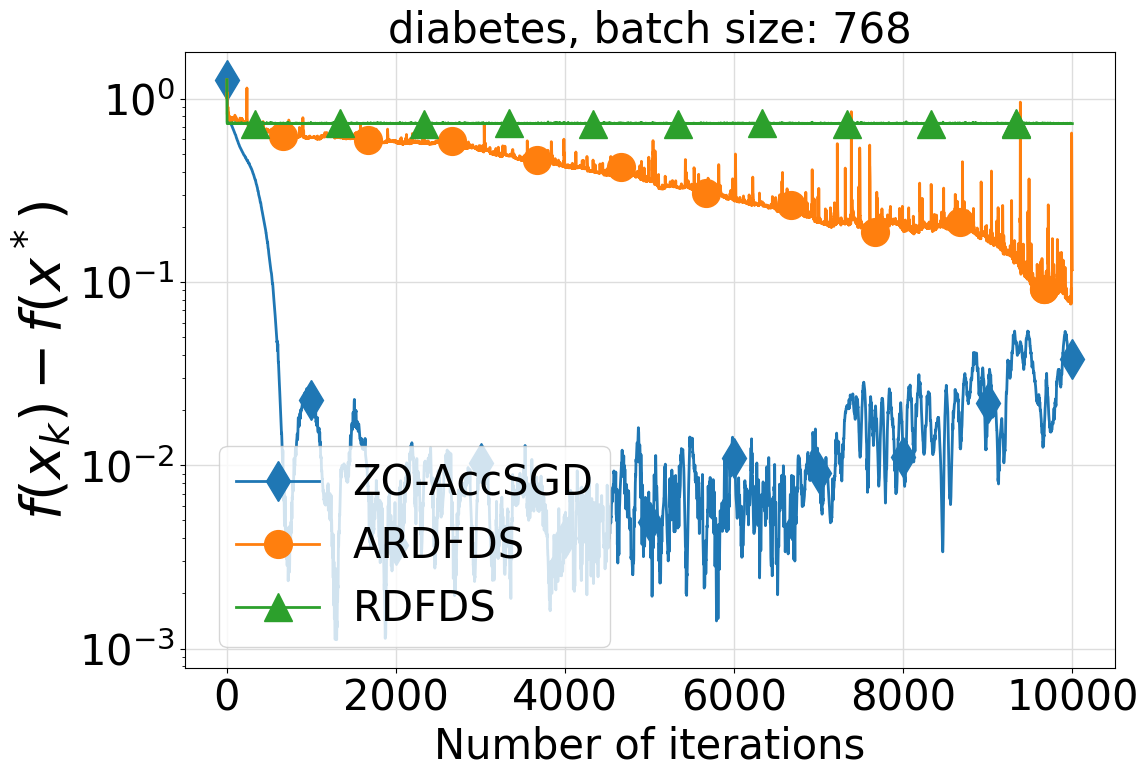 diabetes, batch size: 768
f(x_k) − f(x^*)
10^0
10^−1
10^−2
10^−3
ZO-AccSGD
ARDFDS
RDFDS
0 2000 4000 6000 8000 10000
Number of iterations